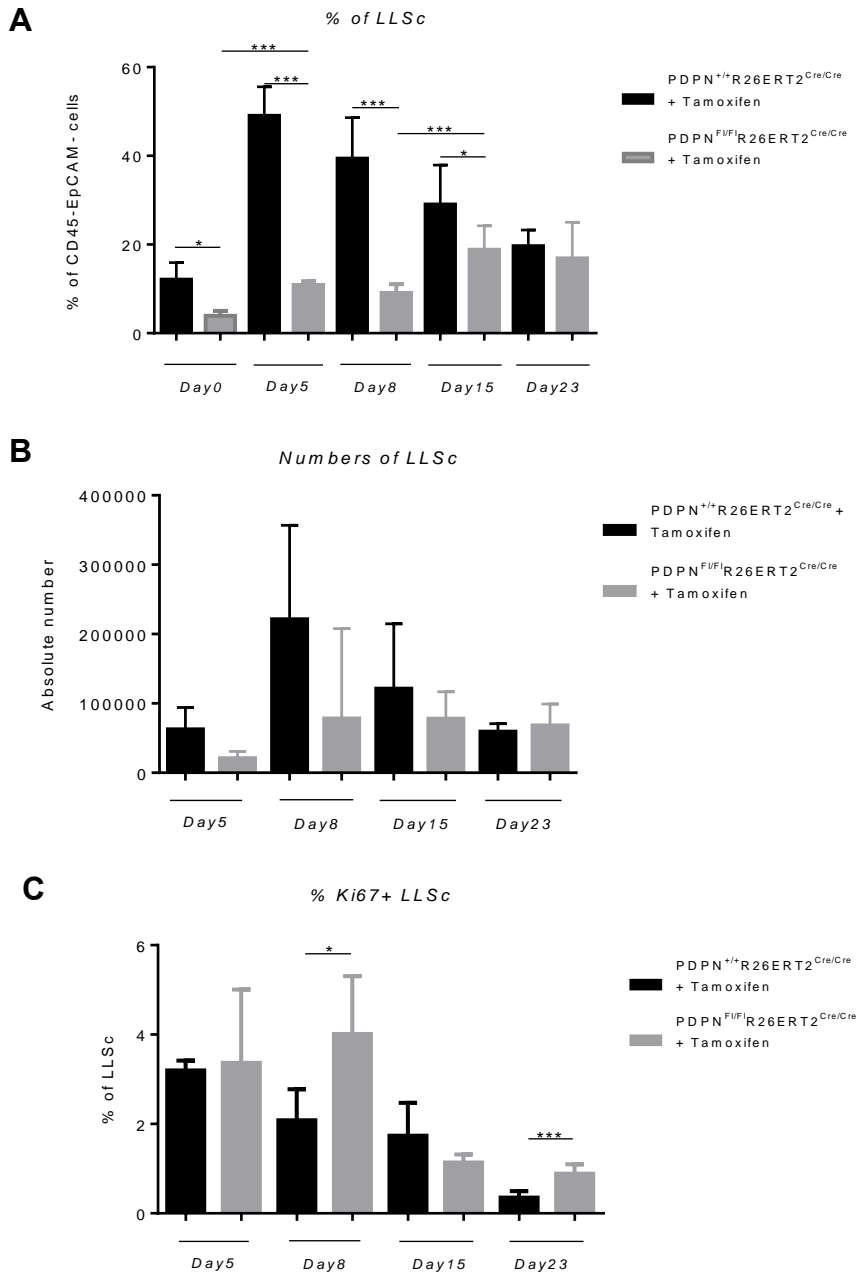 A
% of LLSc
***
***
***
***
*
*
60
40
20
0
% of CD45-EpCAM- cells
Day0
Day5
Day8
Day15
Day23
PDPN+/+R26ERT2Cre/Cre
+ Tamoxifen
PDPNFl/FlR26ERT2Cre/Cre
+ Tamoxifen
B
Numbers of LLSc
400000
300000
200000
100000
0
Absolute number
Day5
Day8
Day15
Day23
PDPN+/+R26ERT2Cre/Cre +
Tamoxifen
PDPNFl/FlR26ERT2Cre/Cre
+ Tamoxifen
C
% Ki67+ LLSc
*
***
6
4
2
0
% of LLSc
Day5
Day8
Day15
Day23
PDPN+/+R26ERT2Cre/Cre
+ Tamoxifen
PDPNFl/FlR26ERT2Cre/Cre
+ Tamoxifen